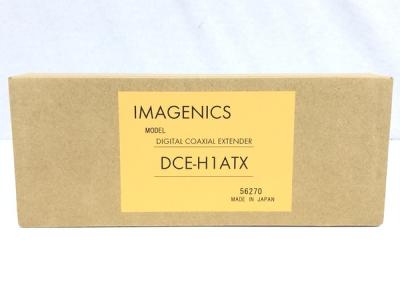 IMAGENICS
MODEL
DIGITAL COAXIAL EXTENDER
DCE-H1ATX
56270
MADE IN JAPAN